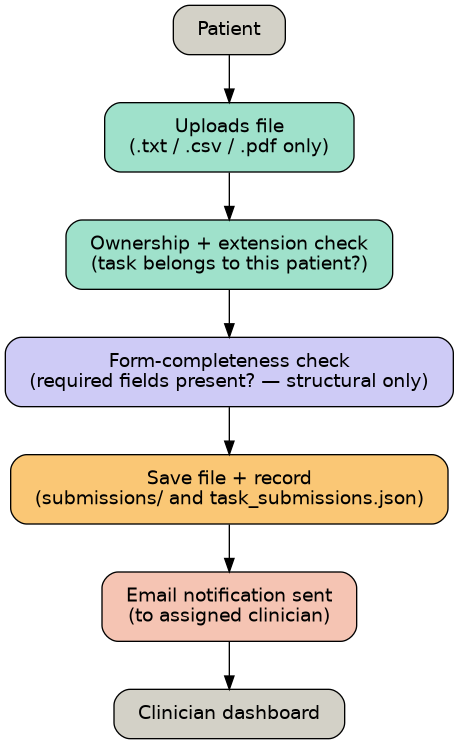 Patient
Uploads file
(.txt / .csv / .pdf only)
Ownership + extension check
(task belongs to this patient?)
Form-completeness check
(required fields present? — structural only)
Save file + record
(submissions/ and task_submissions.json)
Email notification sent
(to assigned clinician)
Clinician dashboard